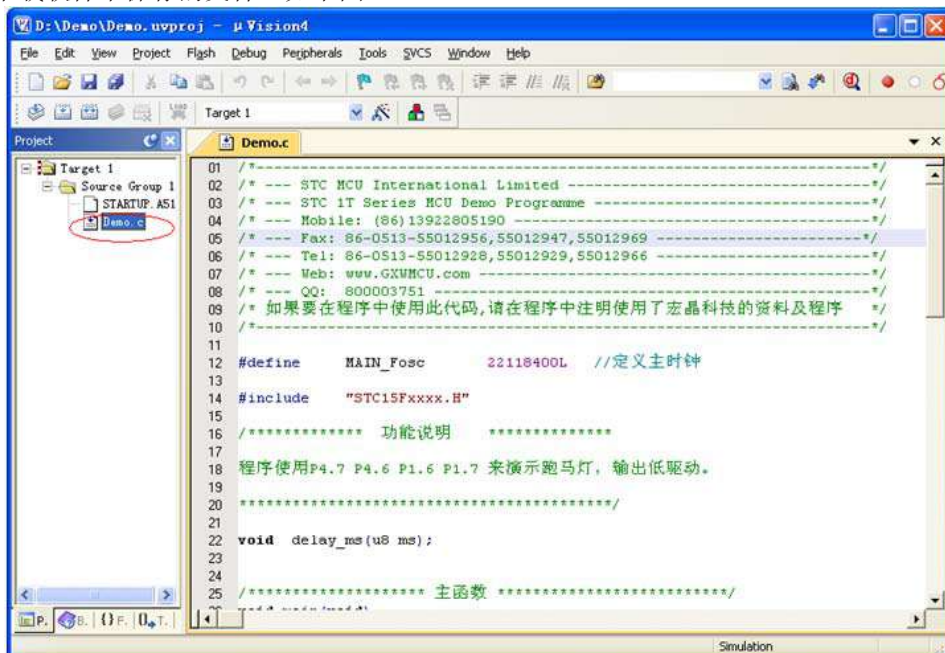 D:\Demo\Demo.uvproj - µVision4
File Edit View Project Flash Debug Peripherals Tools SVCS Window Help
Target 1
Project
Demo.c
Target 1
Source Group 1
STARTUP.A51
Demo.c
01 /*----------------------------------------------------------------------*/
02 /* --- STC MCU International Limited -----------------------------------*/
03 /* --- STC 1T Series MCU Demo Programme --------------------------------*/
04 /* --- Mobile: (86)13922805190 -----------------------------------------*/
05 /* --- Fax: 86-0513-55012956,55012947,55012969 ------------------------*/
06 /* --- Tel: 86-0513-55012928,55012929,55012966 -------------------------*/
07 /* --- Web: www.GXWMCU.com ---------------------------------------------*/
08 /* --- QQ: 800003751 --------------------------------------------------*/
09 /* 如果要在程序中使用此代码,请在程序中注明使用了宏晶科技的资料及程序 */
10 /*----------------------------------------------------------------------*/
11
12 #define MAIN_Fosc 22118400L //定义主时钟
13
14 #include "STC15Fxxxx.H"
15
16 /************* 功能说明 **************
17
18 程序使用P4.7 P4.6 P1.6 P1.7 来演示跑马灯，输出低驱动。
19
20 ******************************************/
21
22 void delay_ms(u8 ms);
23
24
25 /******************** 主函数 **************************/
P. B. {} F. 0 T.
Simulation